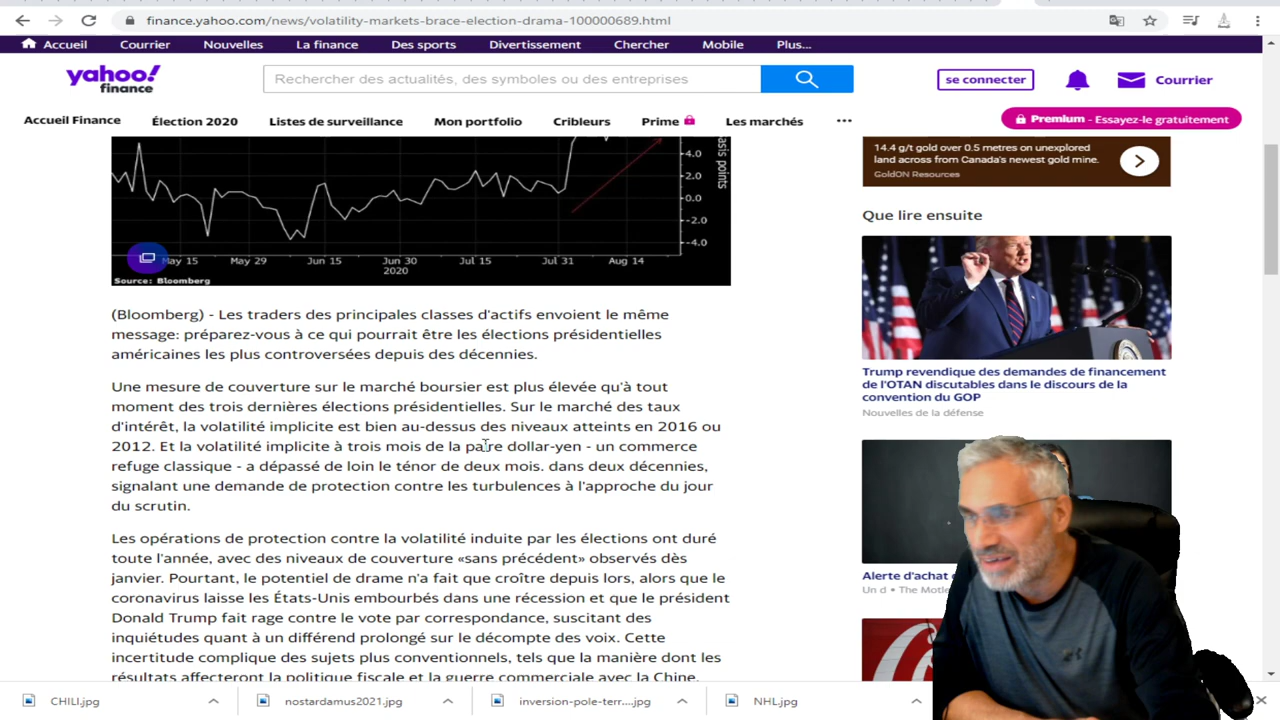 finance.yahoo.com/news/volatility-markets-brace-election-drama-100000689.html
Accueil Courrier Nouvelles La finance Des sports Divertissement Chercher Mobile Plus...
yahoo!
finance
Rechercher des actualités, des symboles ou des entreprises
se connecter
Courrier
Accueil Finance Élection 2020 Listes de surveillance Mon portfolio Cribleurs Prime Les marchés ...
Premium - Essayez-le gratuitement
asis points
4.0
2.0
0.0
-2.0
-4.0
May 15 May 29 Jun 15 Jun 30 Jul 15 Jul 31 Aug 14
2020
Source: Bloomberg
(Bloomberg) - Les traders des principales classes d'actifs envoient le même
message: préparez-vous à ce qui pourrait être les élections présidentielles
américaines les plus controversées depuis des décennies.
Une mesure de couverture sur le marché boursier est plus élevée qu'à tout
moment des trois dernières élections présidentielles. Sur le marché des taux
d'intérêt, la volatilité implicite est bien au-dessus des niveaux atteints en 2016 ou
2012. Et la volatilité implicite à trois mois de la paire dollar-yen - un commerce
refuge classique - a dépassé de loin le ténor de deux mois. dans deux décennies,
signalant une demande de protection contre les turbulences à l'approche du jour
du scrutin.
Les opérations de protection contre la volatilité induite par les élections ont duré
toute l'année, avec des niveaux de couverture «sans précédent» observés dès
janvier. Pourtant, le potentiel de drame n'a fait que croître depuis lors, alors que le
coronavirus laisse les États-Unis embourbés dans une récession et que le président
Donald Trump fait rage contre le vote par correspondance, suscitant des
inquiétudes quant à un différend prolongé sur le décompte des voix. Cette
incertitude complique des sujets plus conventionnels, tels que la manière dont les
résultats affecteront la politique fiscale et la guerre commerciale avec la Chine.
14.4 g/t gold over 0.5 metres on unexplored
land across from Canada's newest gold mine.
GoldON Resources
Que lire ensuite
Trump revendique des demandes de financement
de l'OTAN discutables dans le discours de la
convention du GOP
Nouvelles de la défense
Alerte d'achat
Un d • The Motle
CHILI.jpg
nostardamus2021.jpg
inversion-pole-terr....jpg
NHL.jpg